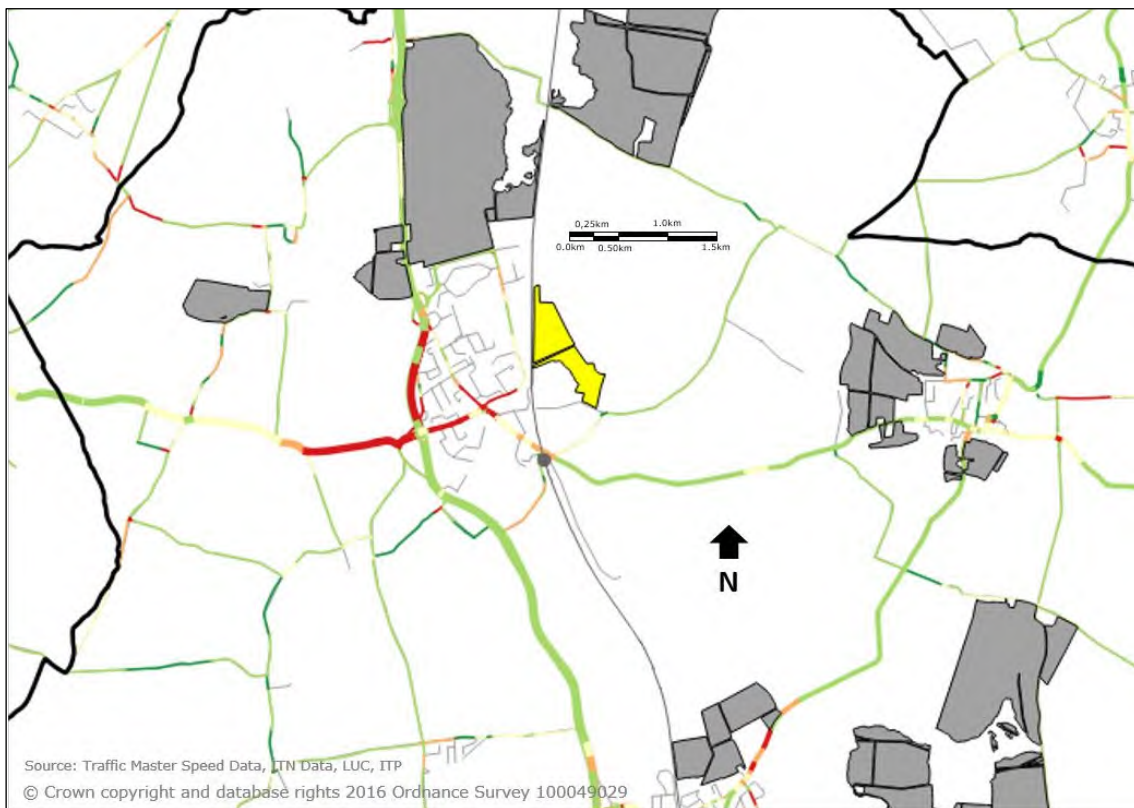 0,25km 1.0km
0.0km 0.50km 1.5km
N
Source: Traffic Master Speed Data, ITN Data, LUC, ITP
© Crown copyright and database rights 2016 Ordnance Survey 100049029